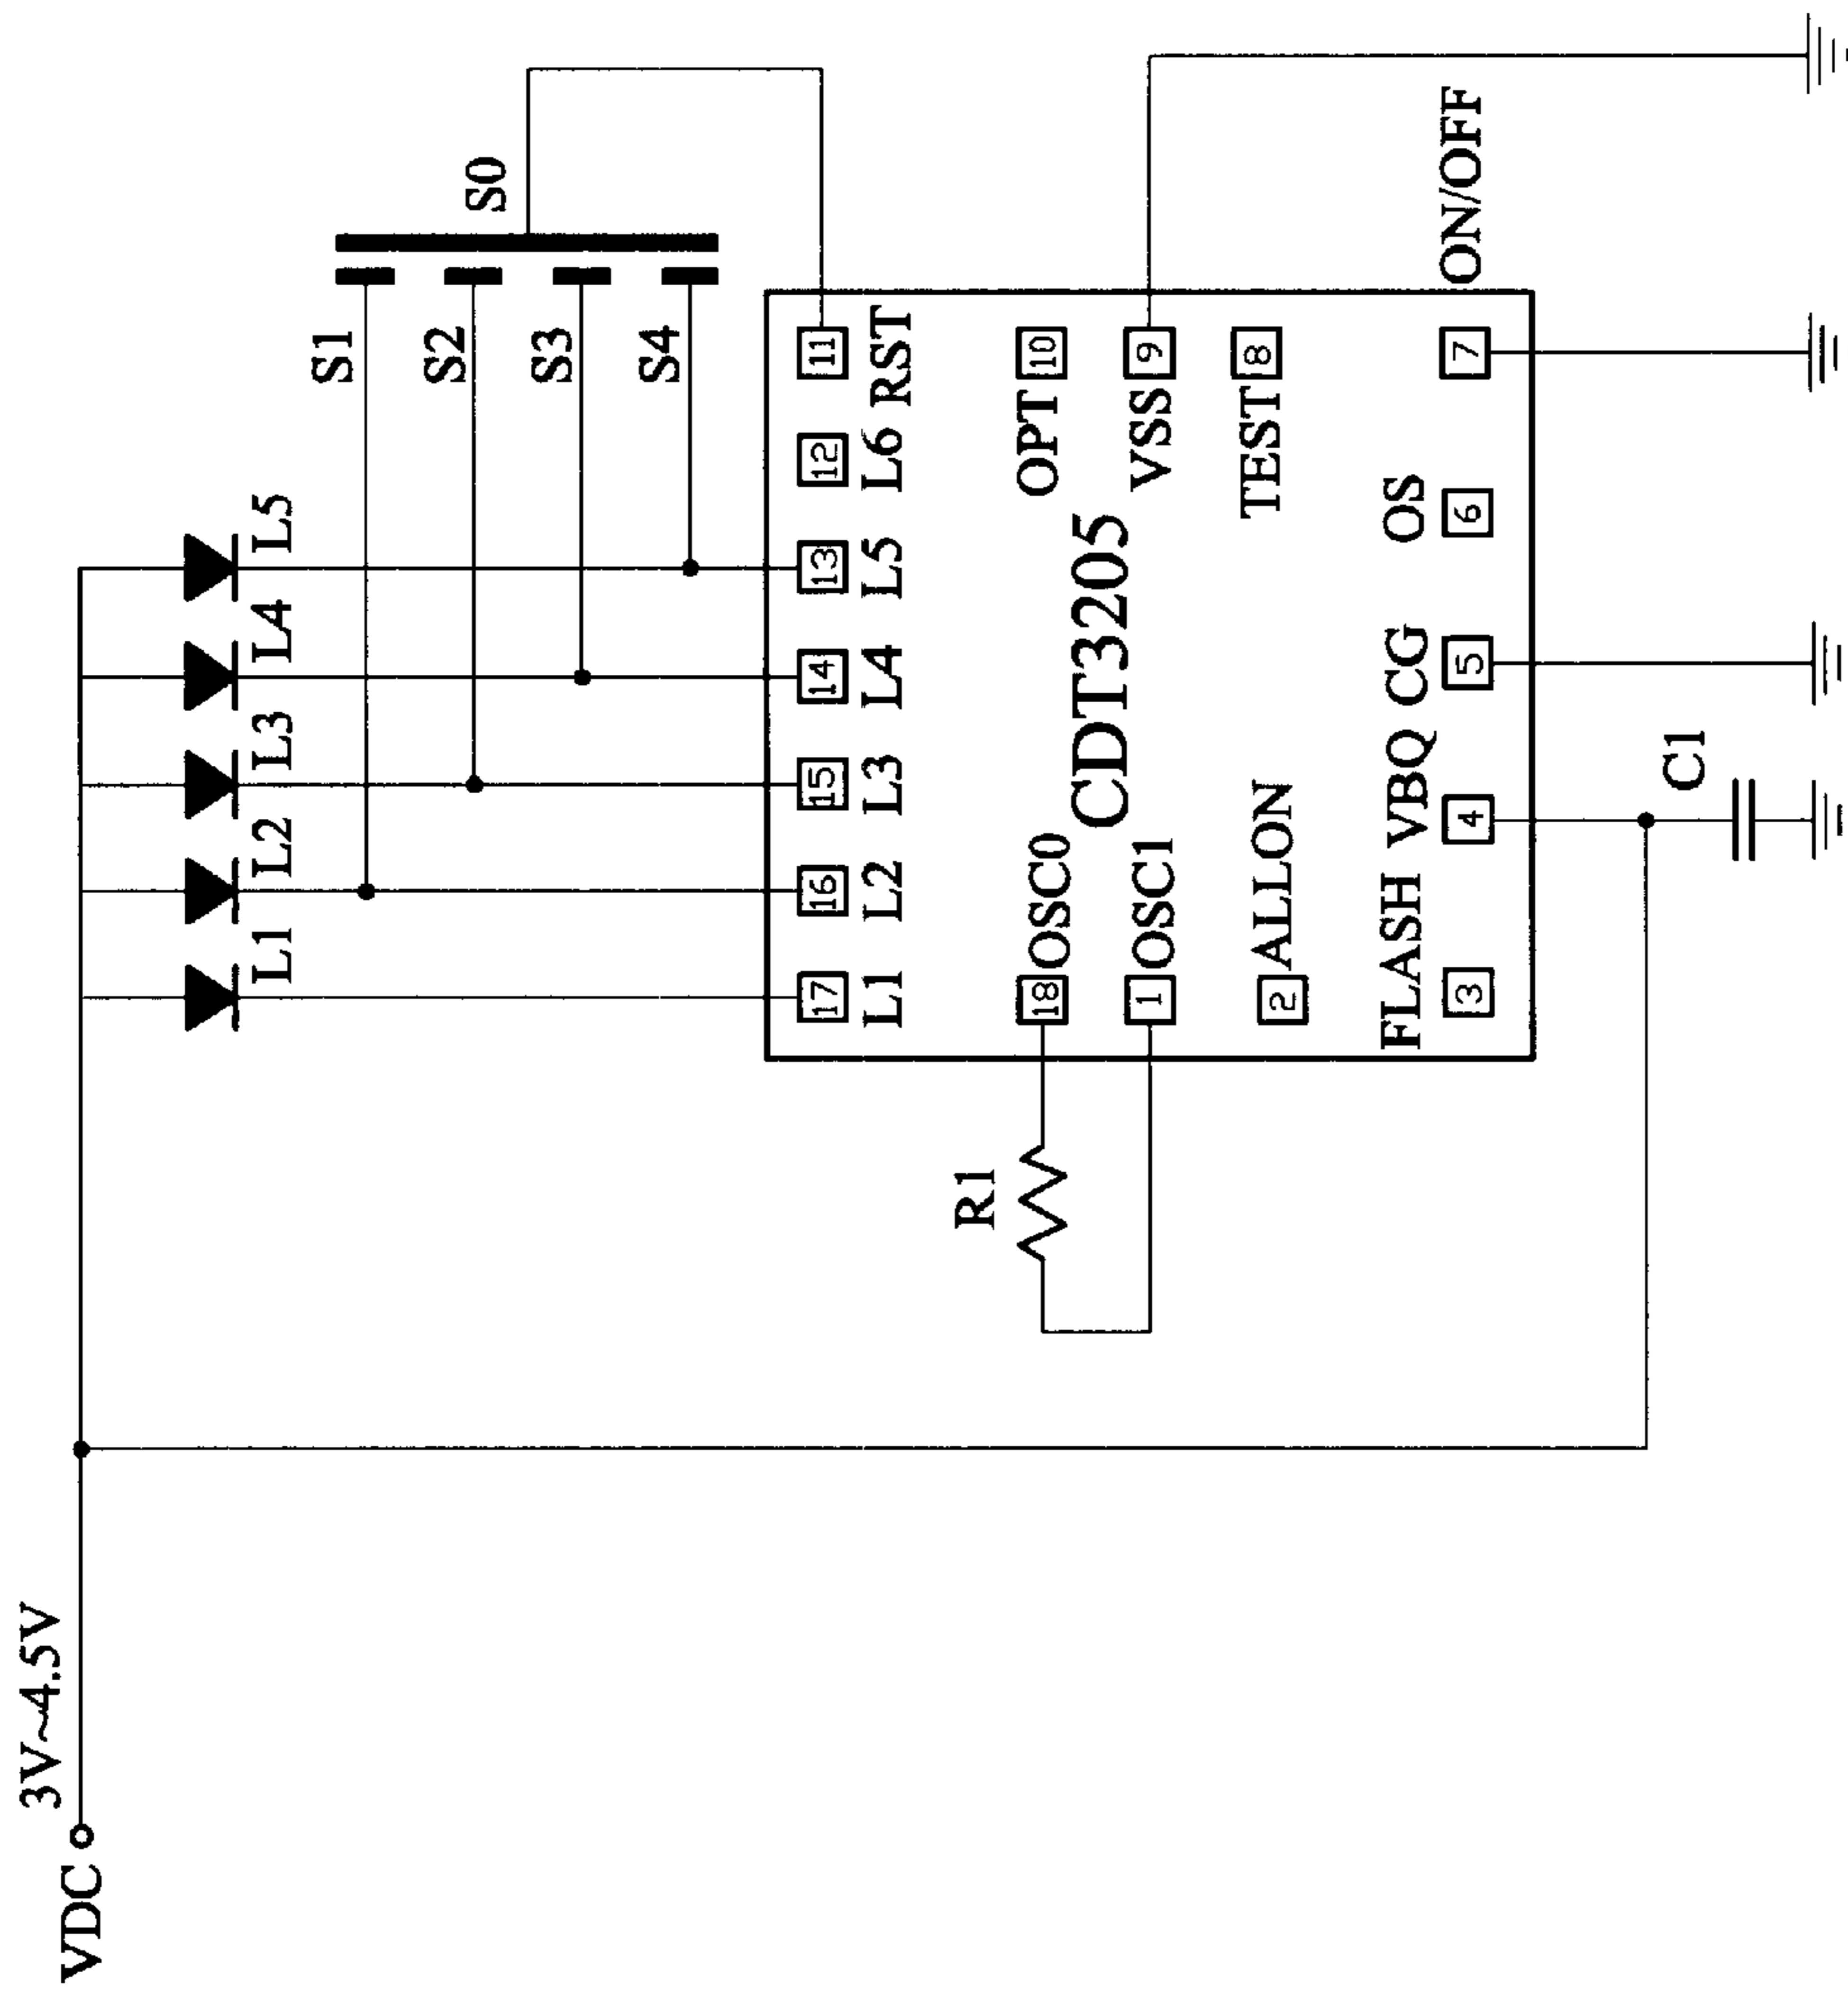 VDC
3V~4.5V
L1
L2
L3
L4
L5
S1
S2
S3
S4
S0
R1
17
16
15
14
13
12
11
L1
L2
L3
L4
L5
L6
RST
18
OSC0
OPT
10
CDT3205
1
OSC1
VSS
9
2
ALLON
TEST
8
FLASH
VBQ
CG
OS
3
4
5
6
7
ON/OFF
C1